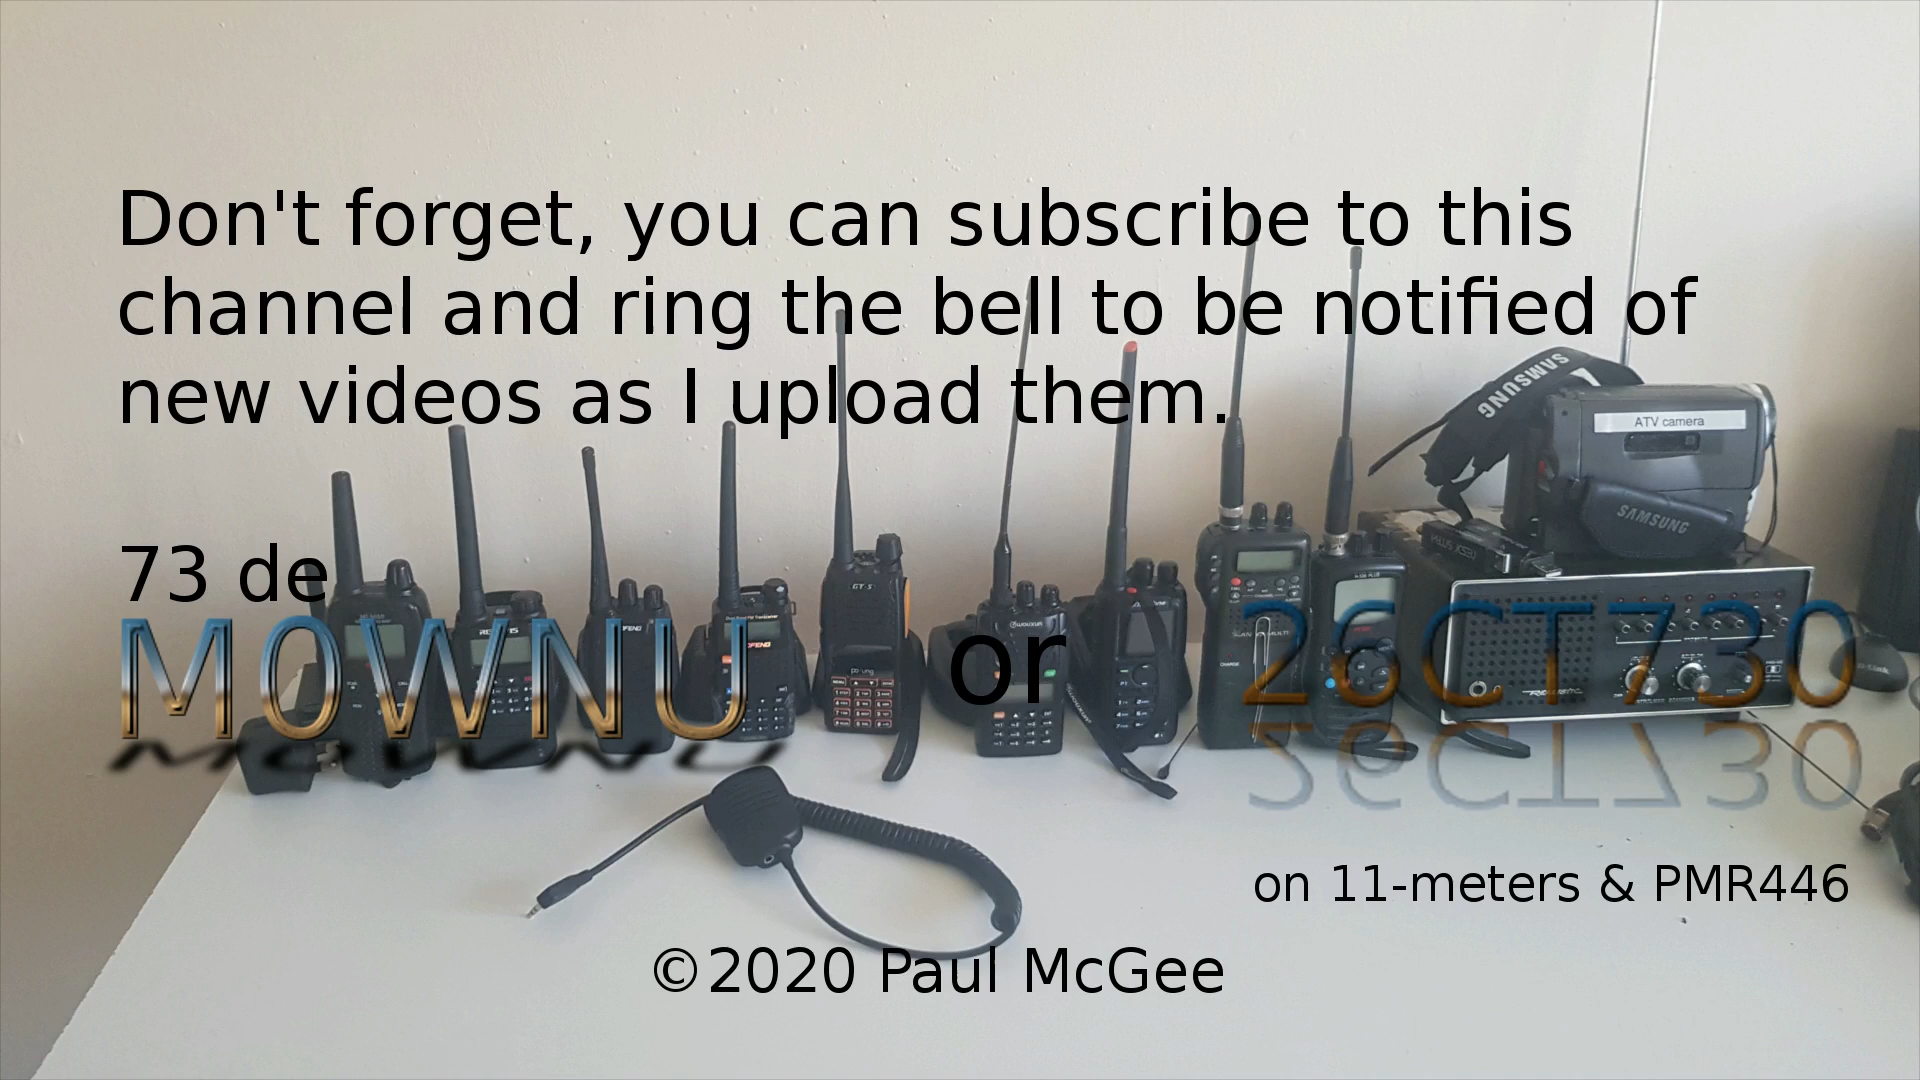 Don't forget, you can subscribe to this
channel and ring the bell to be notified of
new videos as I upload them.
SAMSUNG
ATV camera
SAMSUNG
73 de
GT-5
M0WNU or 26CT730
on 11-meters & PMR446
©2020 Paul McGee